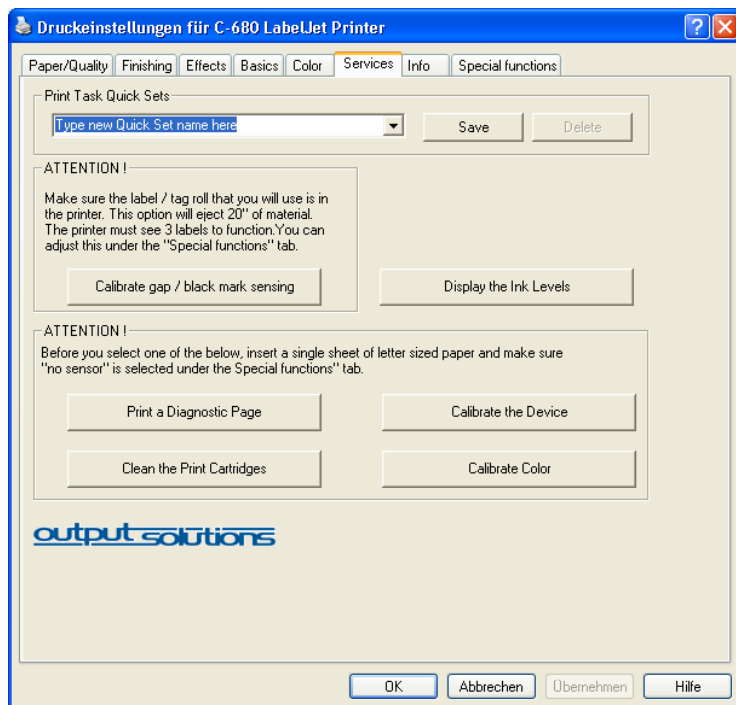 Druckeinstellungen für C-680 LabelJet Printer
Paper/Quality Finishing Effects Basics Color Services Info Special functions
Print Task Quick Sets
Type new Quick Set name here Save Delete
ATTENTION !
Make sure the label / tag roll that you will use is in
the printer. This option will eject 20" of material.
The printer must see 3 labels to function.You can
adjust this under the "Special functions" tab.
Calibrate gap / black mark sensing Display the Ink Levels
ATTENTION !
Before you select one of the below, insert a single sheet of letter sized paper and make sure
"no sensor" is selected under the Special functions" tab.
Print a Diagnostic Page Calibrate the Device
Clean the Print Cartridges Calibrate Color
output solutions
OK Abbrechen Übernehmen Hilfe